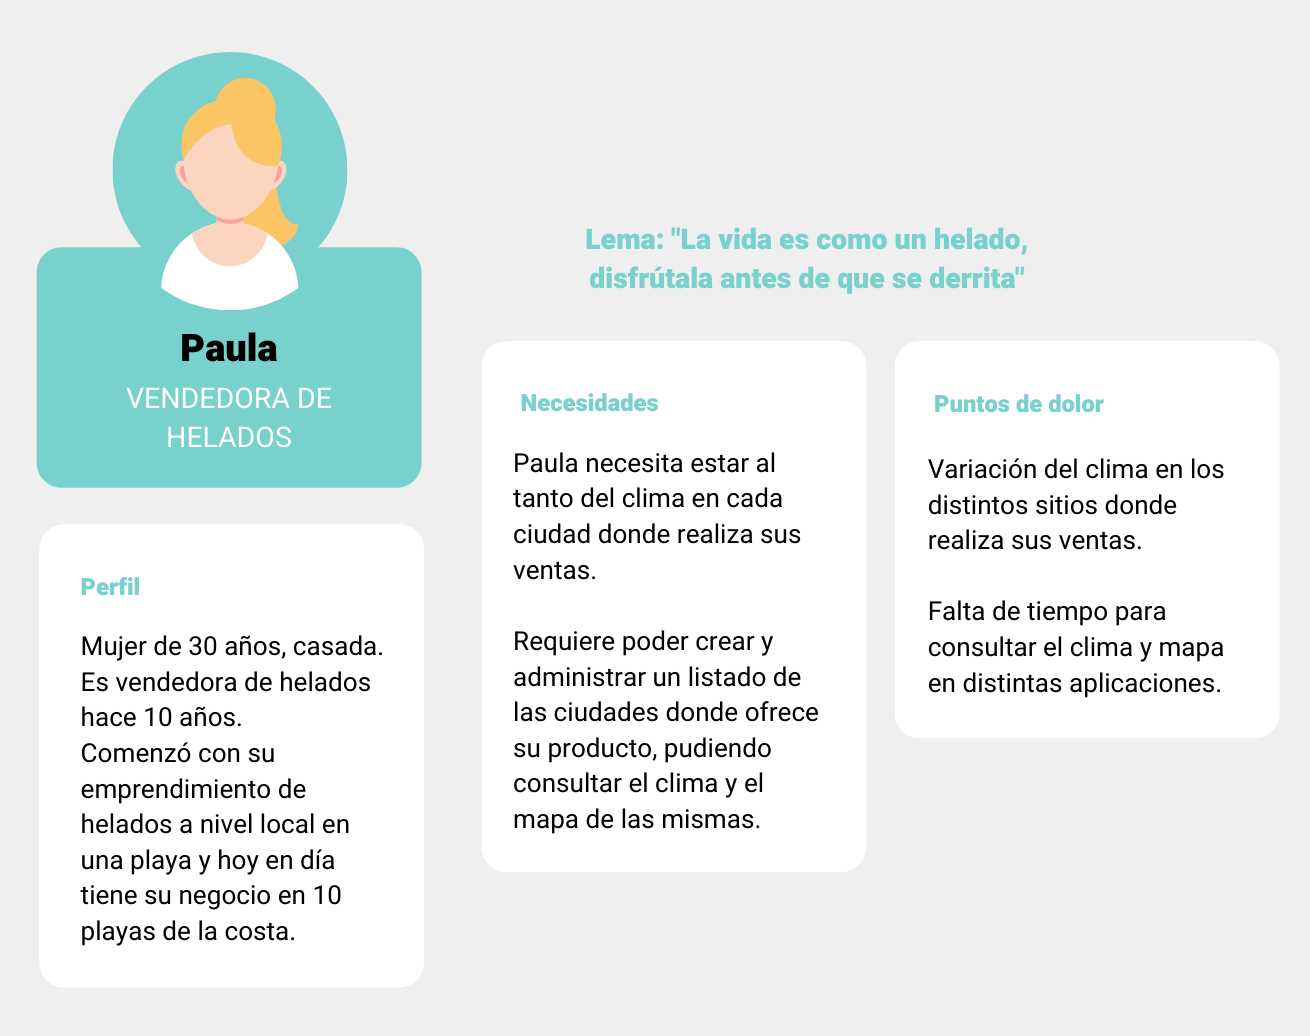 Paula
VENDEDORA DE
HELADOS
Perfil
Mujer de 30 años, casada.
Es vendedora de helados
hace 10 años.
Comenzó con su
emprendimiento de
helados a nivel local en
una playa y hoy en día
tiene su negocio en 10
playas de la costa.
Lema: "La vida es como un helado,
disfrútala antes de que se derrita"
Necesidades
Paula necesita estar al
tanto del clima en cada
ciudad donde realiza sus
ventas.
Requiere poder crear y
administrar un listado de
las ciudades donde ofrece
su producto, pudiendo
consultar el clima y el
mapa de las mismas.
Puntos de dolor
Variación del clima en los
distintos sitios donde
realiza sus ventas.
Falta de tiempo para
consultar el clima y mapa
en distintas aplicaciones.